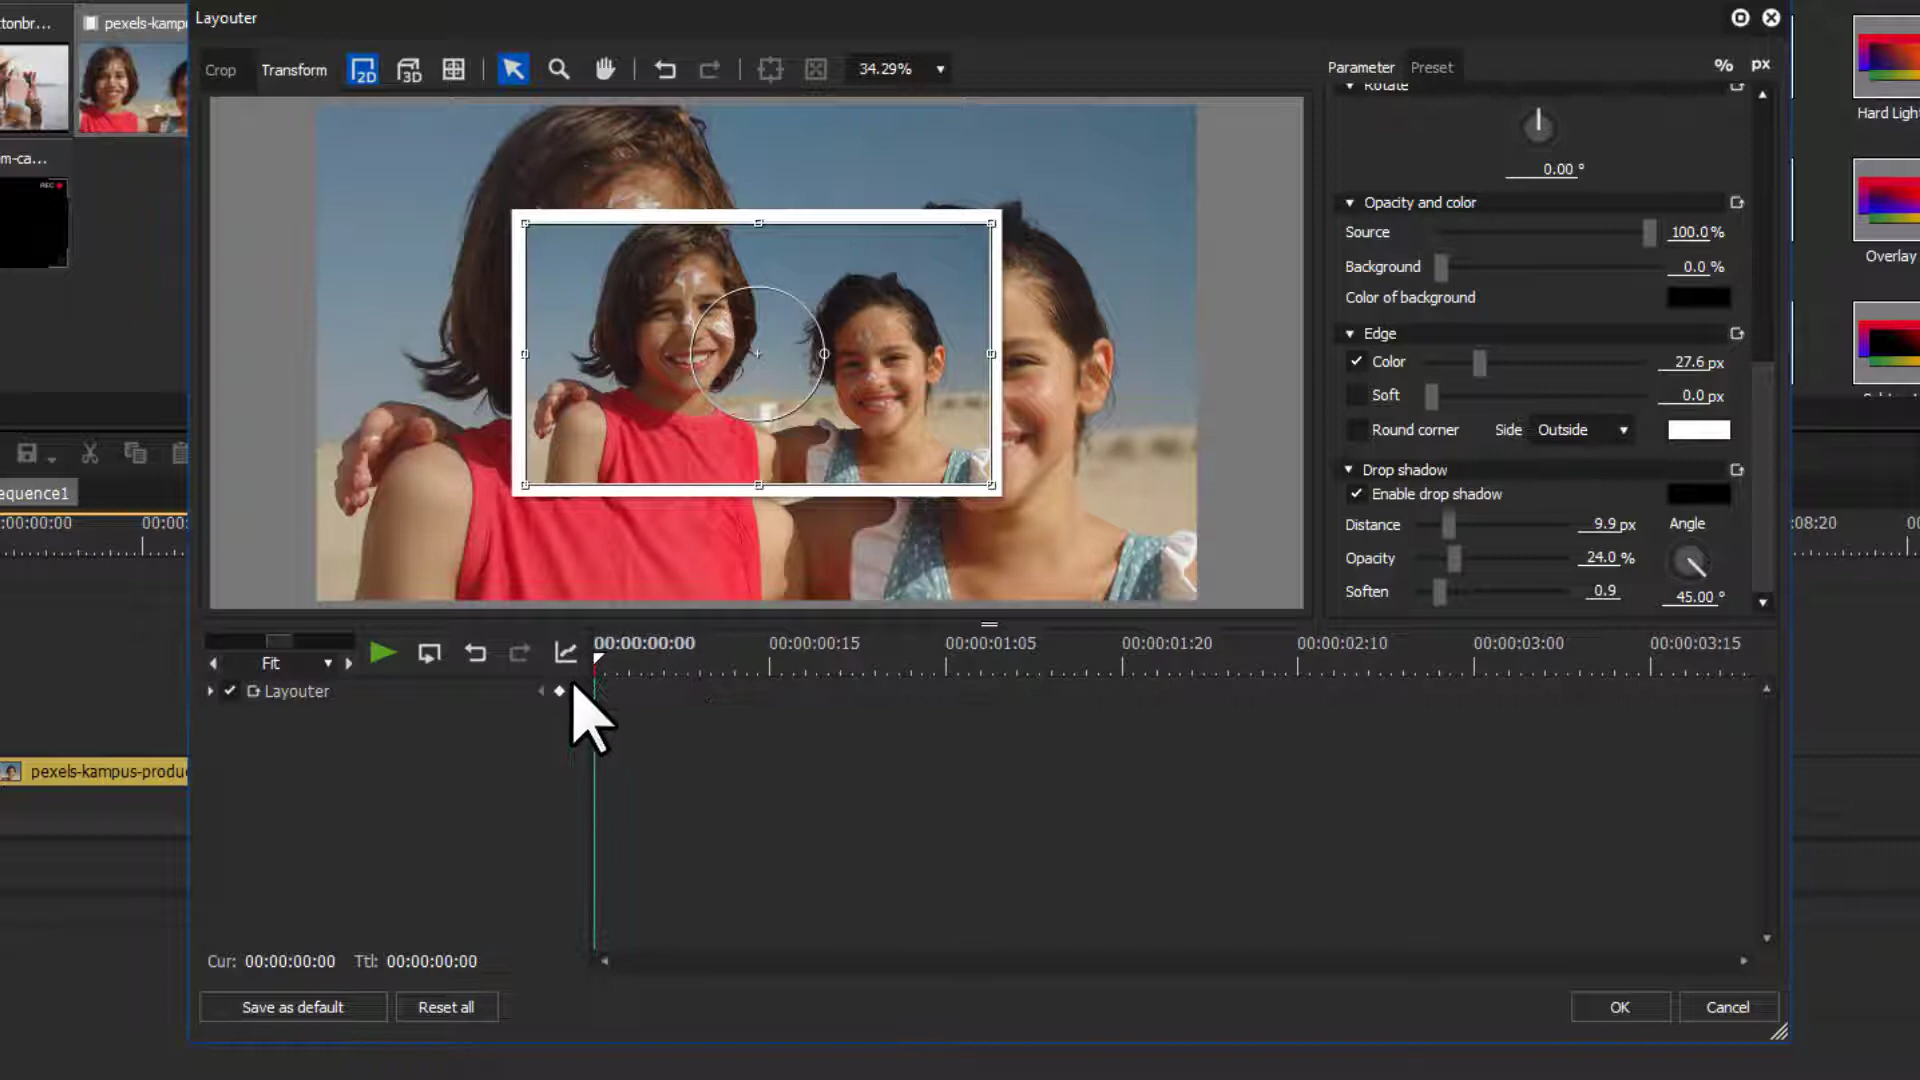 Layouter
tonbr...
pexels-kamp
Crop
Transform
2D
3D
34.29%
Parameter
Preset
%
px
Rotate
0.00 °
Hard Ligh
m-ca...
REC
Opacity and color
Source
100.0 %
Background
0.0 %
Overlay
Color of background
Edge
Color
27.6 px
Soft
0.0 px
Round corner
Side
Outside
Drop shadow
Enable drop shadow
equence1
:00:00:00
00:00:
Distance
9.9 px
Angle
:08:20
00
Opacity
24.0 %
Soften
0.9
45.00 °
00:00:00:00
00:00:00:15
00:00:01:05
00:00:01:20
00:00:02:10
00:00:03:00
00:00:03:15
Fit
Layouter
pexels-kampus-produ
Cur: 00:00:00:00
Ttl: 00:00:00:00
Save as default
Reset all
OK
Cancel